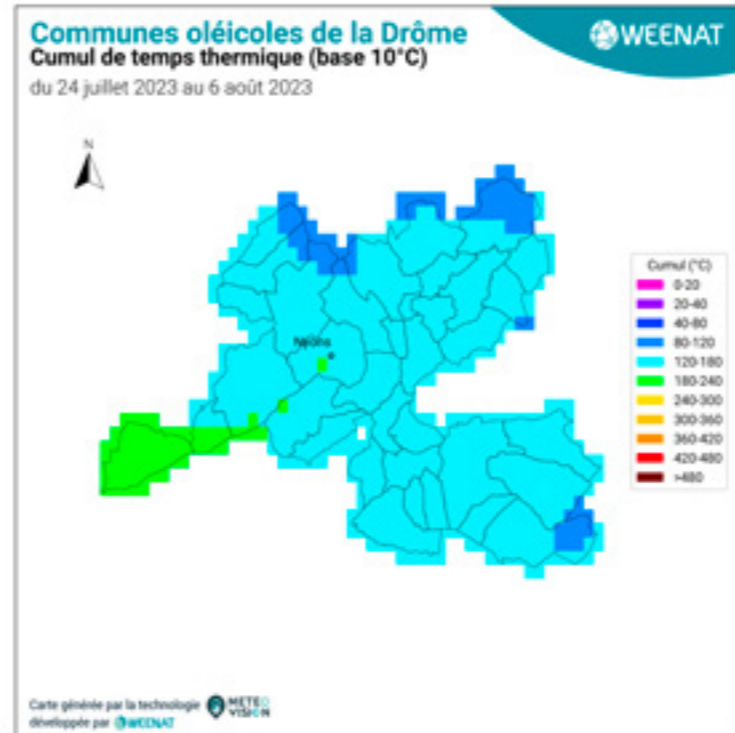 Communes oléicoles de la Drôme
WEENAT
Cumul de temps thermique (base 10°C)
du 24 juillet 2023 au 6 août 2023
N
Cumul (°C)
0-20
20-40
40-80
80-120
120-180
180-240
240-300
300-360
360-420
420-480
>480
Nyons
Carte générée par la technologie METEO VISION
développée par WEENAT